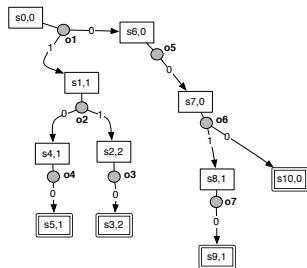 s0,0
o1
0
s6,0
o5
1
0
s1,1
s7,0
o2
o6
0
1
1
0
s4,1
s2,2
s8,1
s10,0
o4
o3
o7
0
0
0
s5,1
s3,2
s9,1